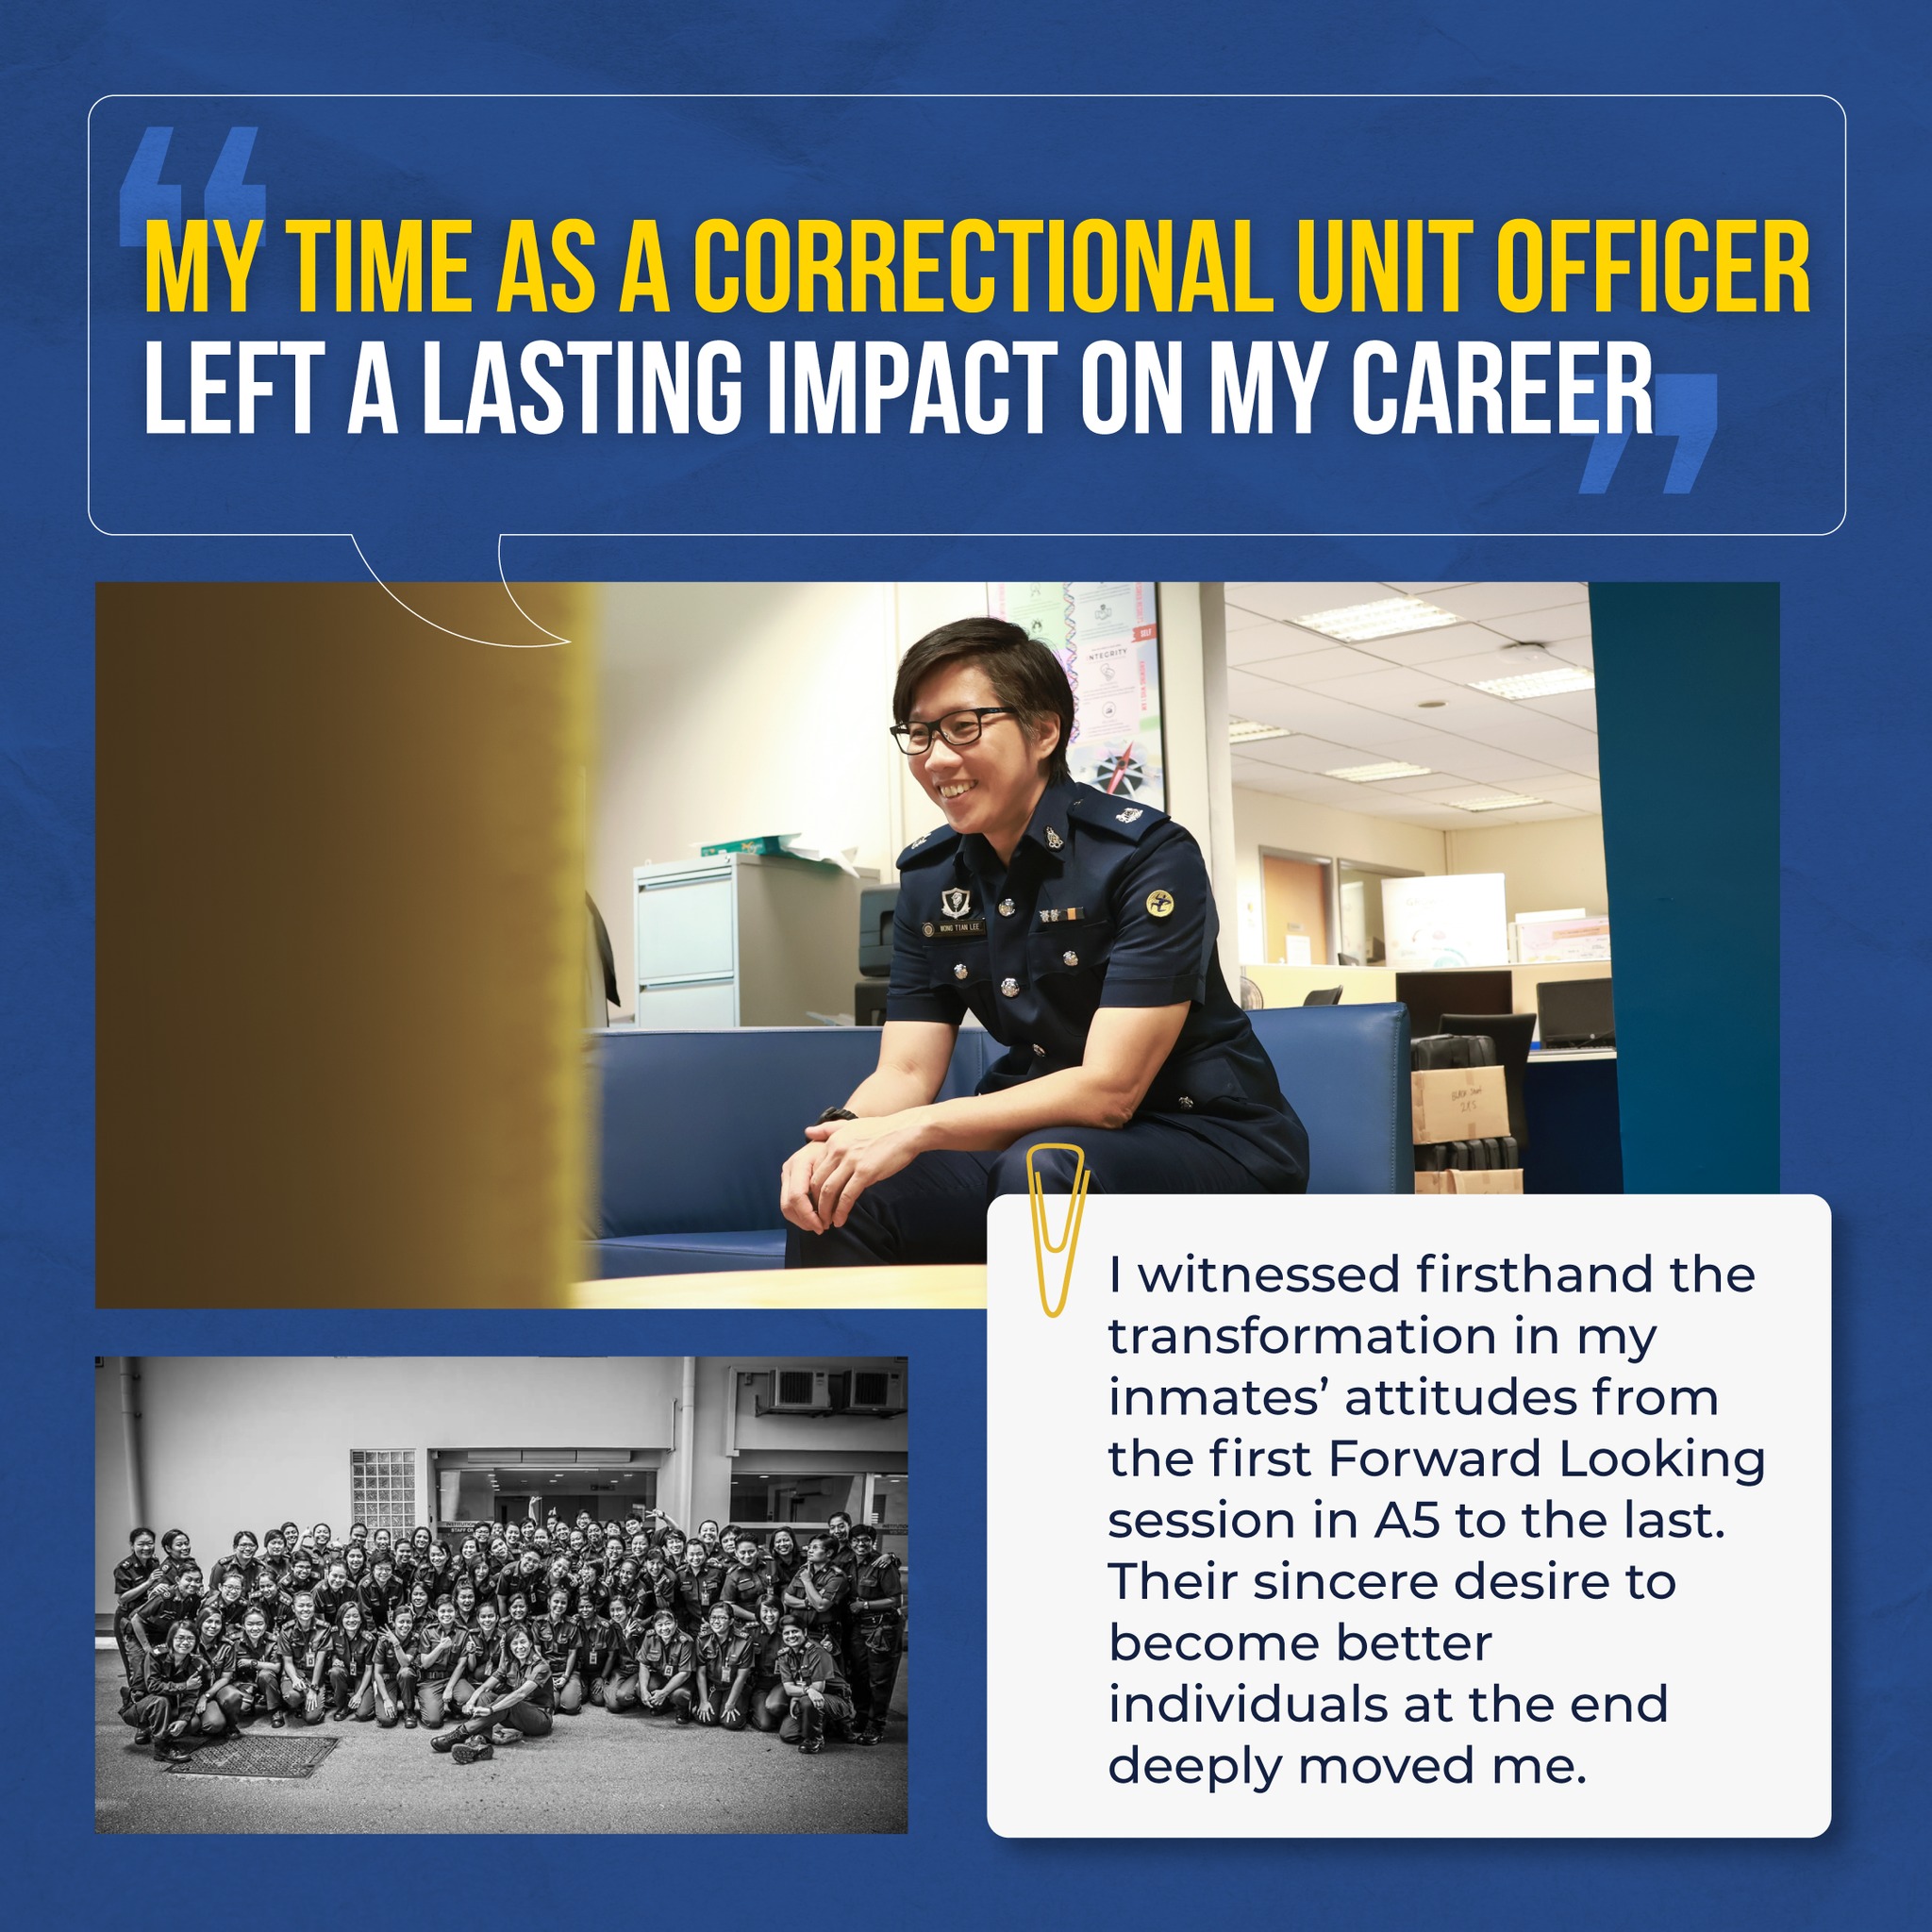 MY TIME AS A CORRECTIONAL UNIT OFFICER
LEFT A LASTING IMPACT ON MY CAREER
SELF
INTEGRITY
WONG TIAN LEE
I witnessed firsthand the
transformation in my
inmates’ attitudes from
the first Forward Looking
session in A5 to the last.
Their sincere desire to
become better
individuals at the end
deeply moved me.